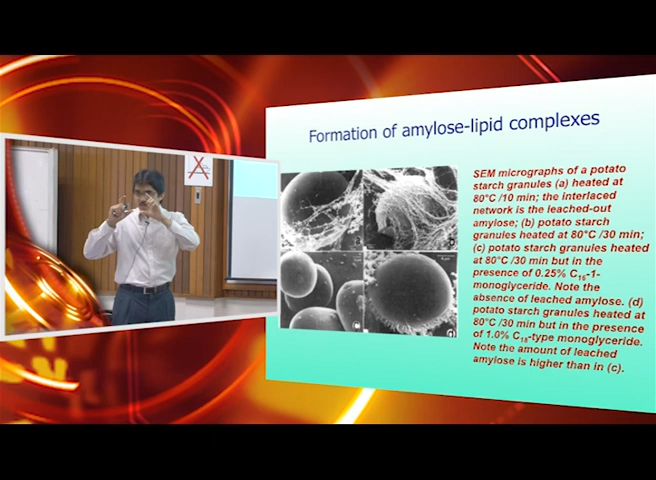 Formation of amylose-lipid complexes
SEM micrographs of a potato
starch granules (a) heated at
80°C /10 min; the interlaced
network is the leached-out
amylose; (b) potato starch
granules heated at 80°C /30 min;
(c) potato starch granules heated
at 80°C /30 min but in the
presence of 0.25% C16-1-
monoglyceride. Note the
absence of leached amylose. (d)
potato starch granules heated at
80°C /30 min but in the presence
of 1.0% C18-type monoglyceride.
Note the amount of leached
amylose is higher than in (c).